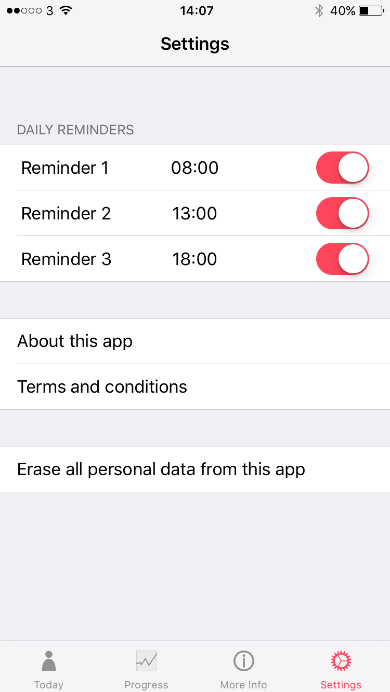 3 14:07 40%
Settings
DAILY REMINDERS
Reminder 1 08:00
Reminder 2 13:00
Reminder 3 18:00
About this app
Terms and conditions
Erase all personal data from this app
Today Progress More Info Settings